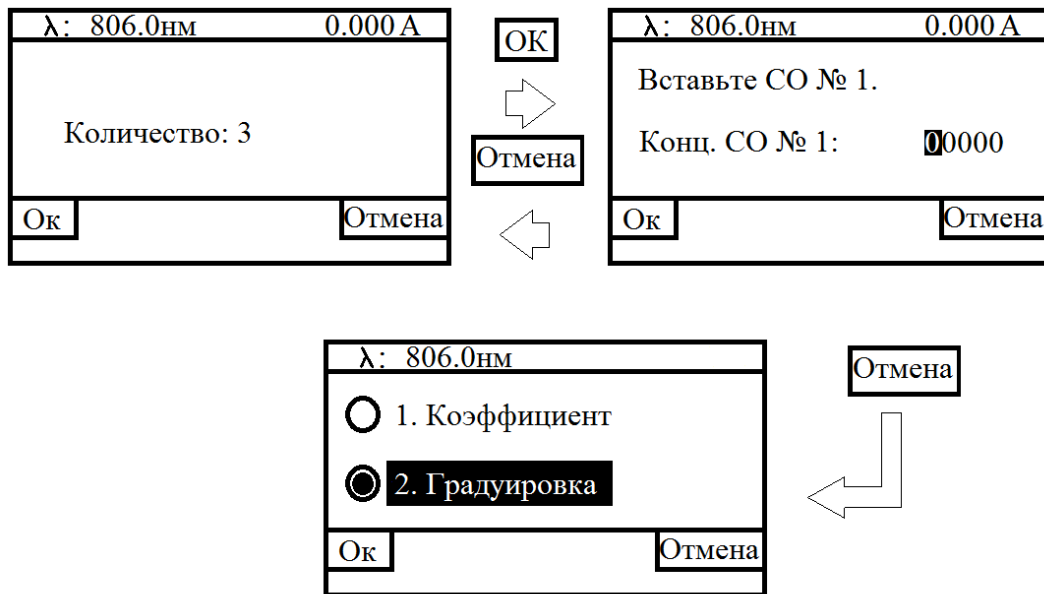 λ: 806.0нм 0.000 A
Количество: 3
Ок Отмена
ОК
Отмена
λ: 806.0нм 0.000 A
Вставьте СО № 1.
Конц. СО № 1: 00000
Ок Отмена
λ: 806.0нм
1. Коэффициент
2. Градуировка
Ок Отмена
Отмена